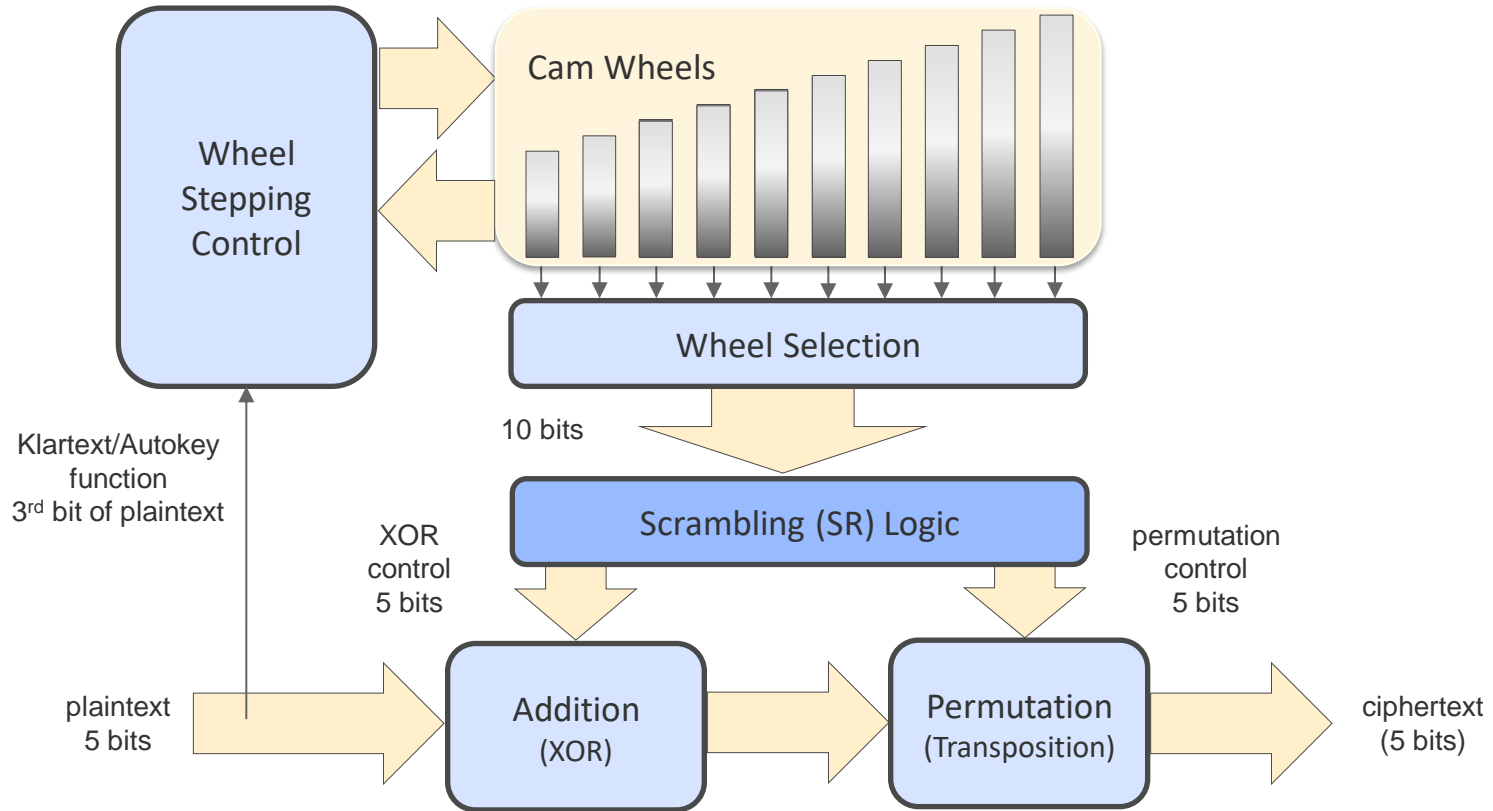 Cam Wheels
Wheel
Stepping
Control
Wheel Selection
10 bits
Klartext/Autokey
function
3rd bit of plaintext
Scrambling (SR) Logic
XOR
control
5 bits
permutation
control
5 bits
plaintext
5 bits
Addition
(XOR)
Permutation
(Transposition)
ciphertext
(5 bits)